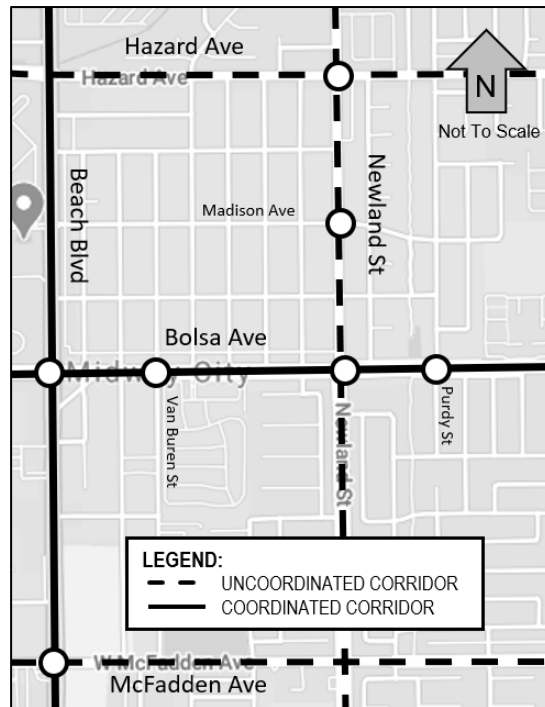 Hazard Ave
Hazard Ave
N
Not To Scale
Beach Blvd
Newland St
Madison Ave
Bolsa Ave
Midway City
Van Buren St
Newland St
Purdy St
LEGEND:
UNCOORDINATED CORRIDOR
COORDINATED CORRIDOR
W McFadden Ave
McFadden Ave